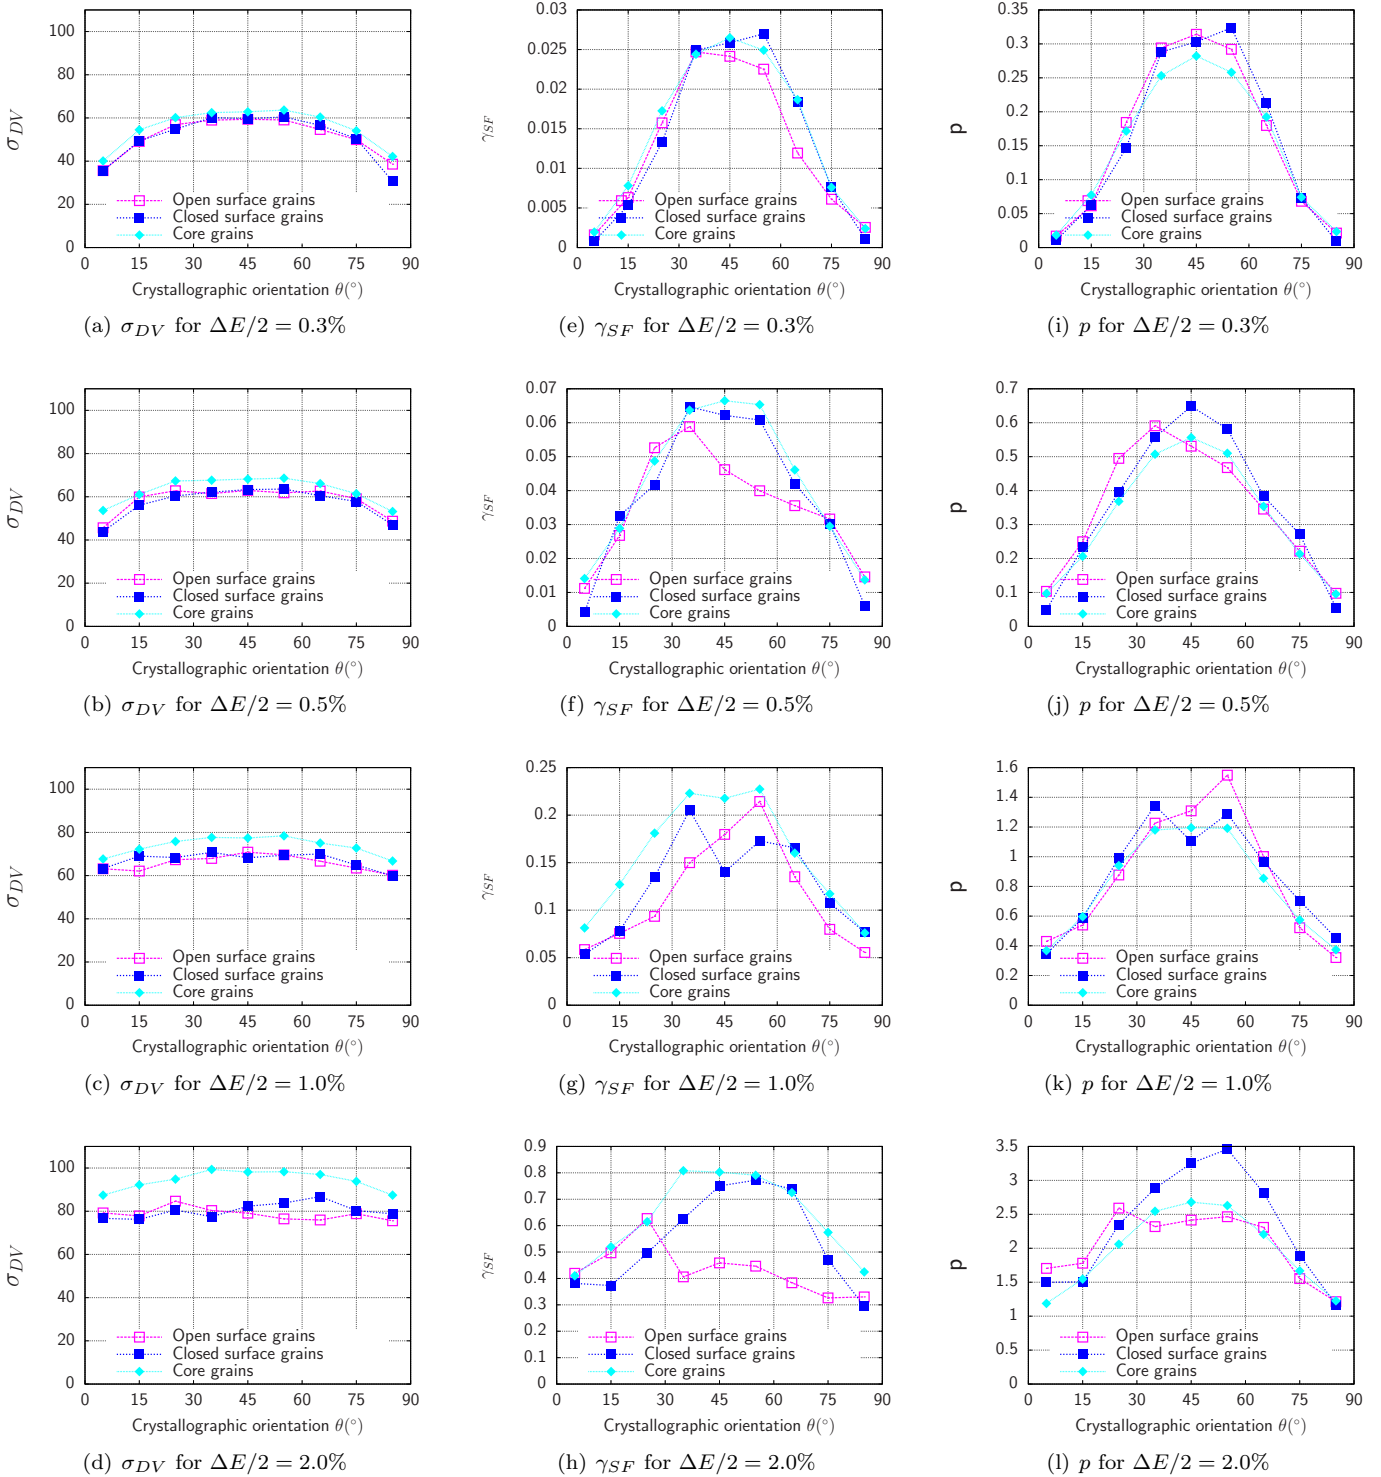 σ_DV
100
80
60
40
20
0
0 15 30 45 60 75 90
Open surface grains
Closed surface grains
Core grains
Crystallographic orientation θ(°)
(a) σ_DV for ΔE/2 = 0.3%
γ_SF
0.03
0.025
0.02
0.015
0.01
0.005
0
0 15 30 45 60 75 90
Open surface grains
Closed surface grains
Core grains
Crystallographic orientation θ(°)
(e) γ_SF for ΔE/2 = 0.3%
p
0.35
0.3
0.25
0.2
0.15
0.1
0.05
0
0 15 30 45 60 75 90
Open surface grains
Closed surface grains
Core grains
Crystallographic orientation θ(°)
(i) p for ΔE/2 = 0.3%
σ_DV
100
80
60
40
20
0
0 15 30 45 60 75 90
Open surface grains
Closed surface grains
Core grains
Crystallographic orientation θ(°)
(b) σ_DV for ΔE/2 = 0.5%
γ_SF
0.07
0.06
0.05
0.04
0.03
0.02
0.01
0
0 15 30 45 60 75 90
Open surface grains
Closed surface grains
Core grains
Crystallographic orientation θ(°)
(f) γ_SF for ΔE/2 = 0.5%
p
0.7
0.6
0.5
0.4
0.3
0.2
0.1
0
0 15 30 45 60 75 90
Open surface grains
Closed surface grains
Core grains
Crystallographic orientation θ(°)
(j) p for ΔE/2 = 0.5%
σ_DV
100
80
60
40
20
0
0 15 30 45 60 75 90
Open surface grains
Closed surface grains
Core grains
Crystallographic orientation θ(°)
(c) σ_DV for ΔE/2 = 1.0%
γ_SF
0.25
0.2
0.15
0.1
0.05
0
0 15 30 45 60 75 90
Open surface grains
Closed surface grains
Core grains
Crystallographic orientation θ(°)
(g) γ_SF for ΔE/2 = 1.0%
p
1.6
1.4
1.2
1
0.8
0.6
0.4
0.2
0
0 15 30 45 60 75 90
Open surface grains
Closed surface grains
Core grains
Crystallographic orientation θ(°)
(k) p for ΔE/2 = 1.0%
σ_DV
100
80
60
40
20
0
0 15 30 45 60 75 90
Open surface grains
Closed surface grains
Core grains
Crystallographic orientation θ(°)
(d) σ_DV for ΔE/2 = 2.0%
γ_SF
0.9
0.8
0.7
0.6
0.5
0.4
0.3
0.2
0.1
0
0 15 30 45 60 75 90
Open surface grains
Closed surface grains
Core grains
Crystallographic orientation θ(°)
(h) γ_SF for ΔE/2 = 2.0%
p
3.5
3
2.5
2
1.5
1
0.5
0
0 15 30 45 60 75 90
Open surface grains
Closed surface grains
Core grains
Crystallographic orientation θ(°)
(l) p for ΔE/2 = 2.0%